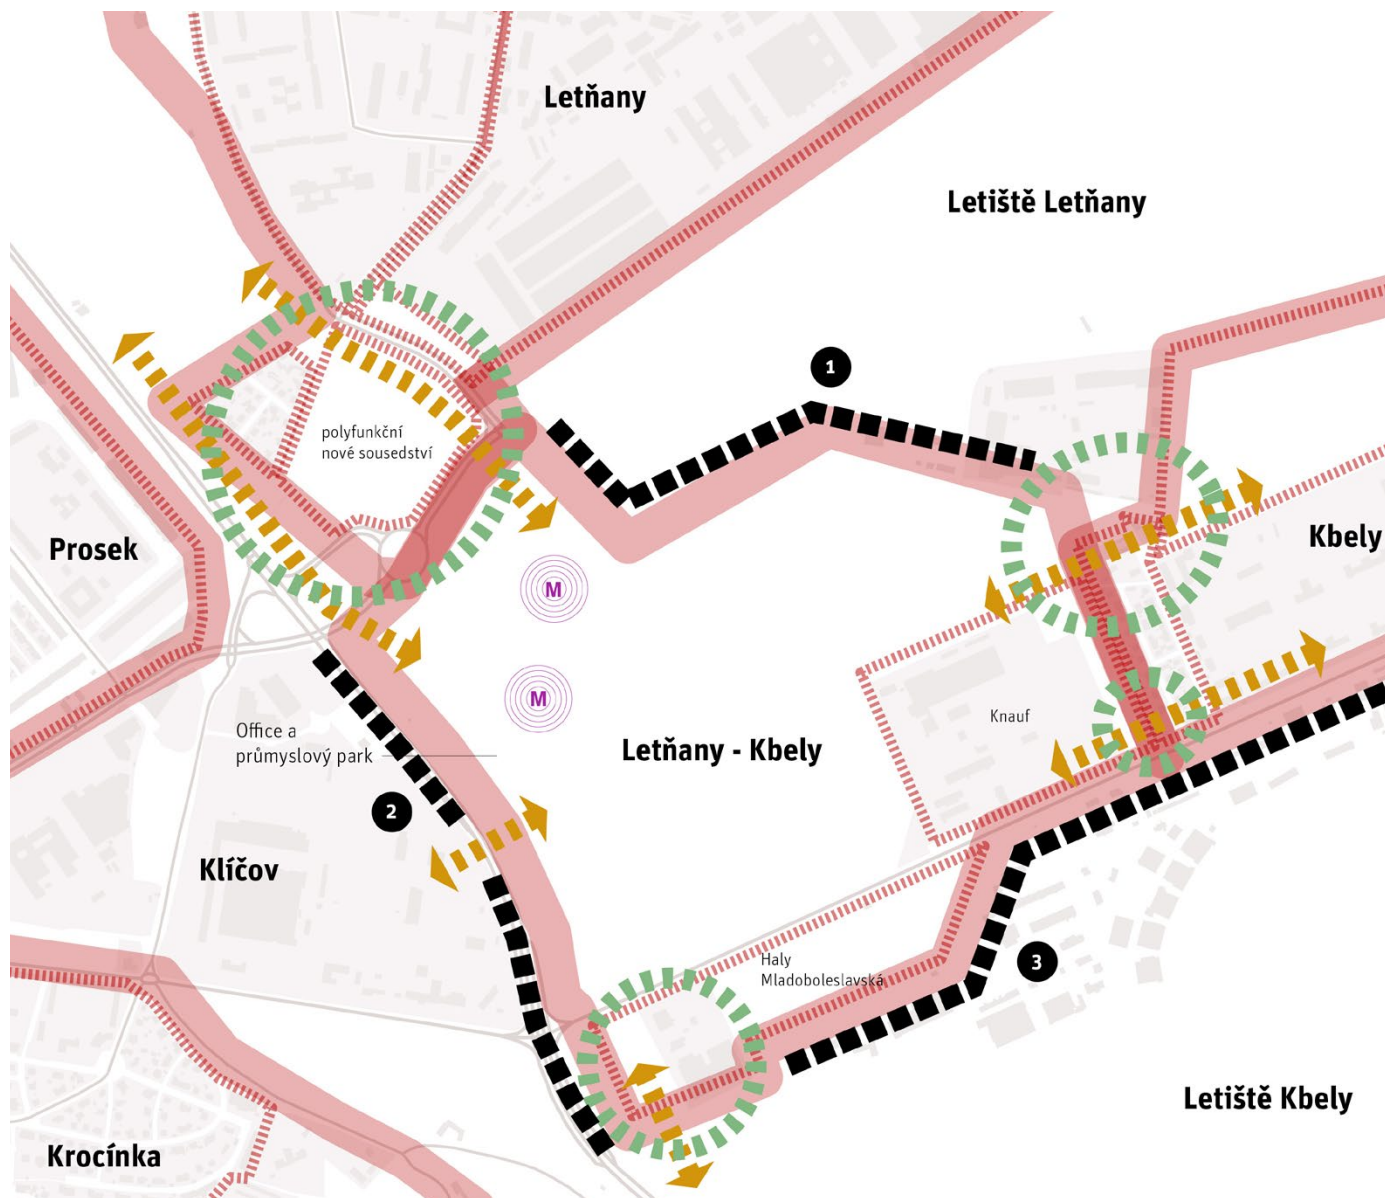 Letňany
Letiště Letňany
1
polyfunkční
nové sousedství
Prosek
Kbely
M
M
Knauf
Office a
průmyslový park
Letňany - Kbely
2
Klíčov
Haly
Mladoboleslavská
3
Letiště Kbely
Krocínka